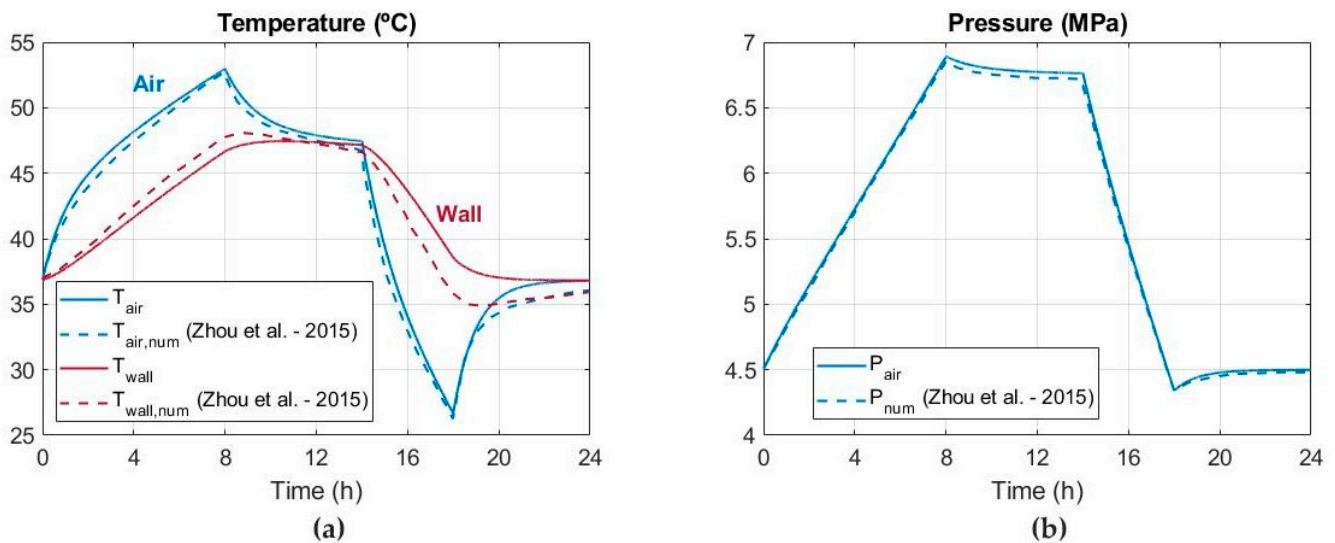 Temperature (ºC)
55
50
45
40
35
30
25
0
4
8
12
16
20
24
Air
Wall
T_air
T_air,num (Zhou et al. - 2015)
T_wall
T_wall,num (Zhou et al. - 2015)
Time (h)
(a)
Pressure (MPa)
7
6.5
6
5.5
5
4.5
4
0
4
8
12
16
20
24
P_air
P_num (Zhou et al. - 2015)
Time (h)
(b)